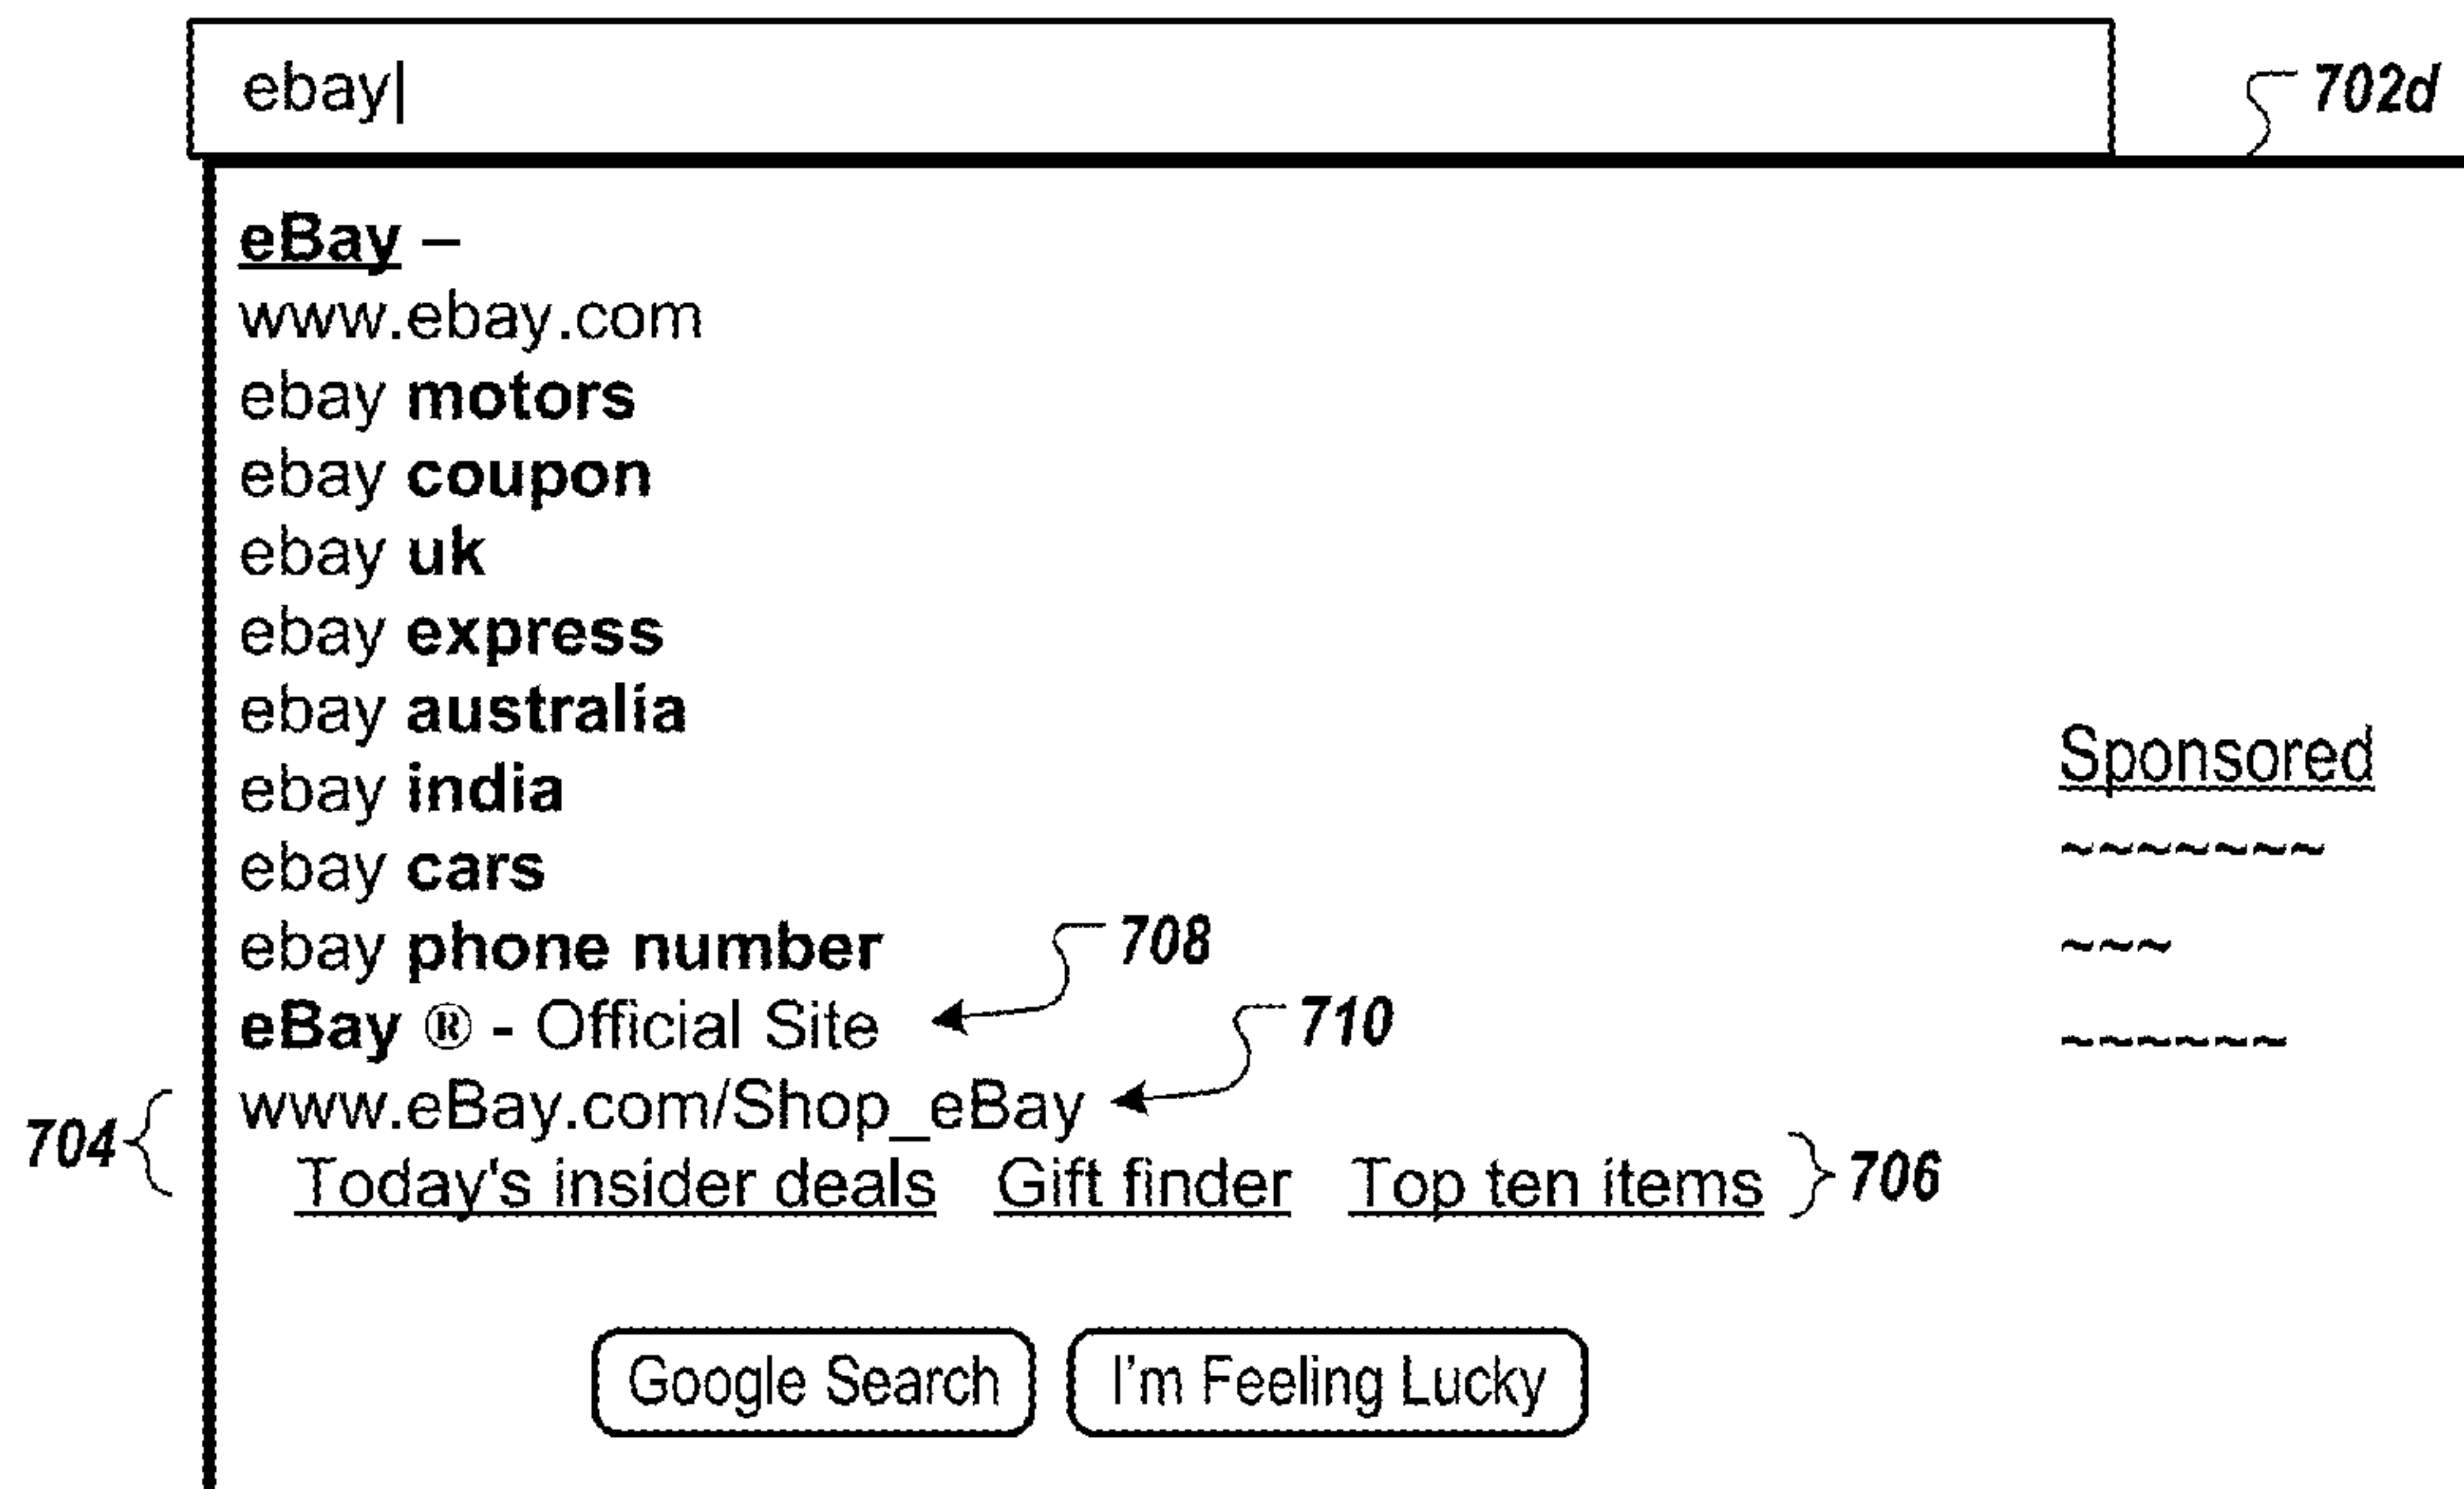 ebay|
702d
eBay –
www.ebay.com
ebay motors
ebay coupon
ebay uk
ebay express
ebay australia
ebay india
ebay cars
ebay phone number
708
eBay ® - Official Site
710
www.eBay.com/Shop_eBay
704
Today's insider deals Gift finder Top ten items
706
Sponsored
~~~~~~~
~~~
~~~~~~
Google Search
I'm Feeling Lucky